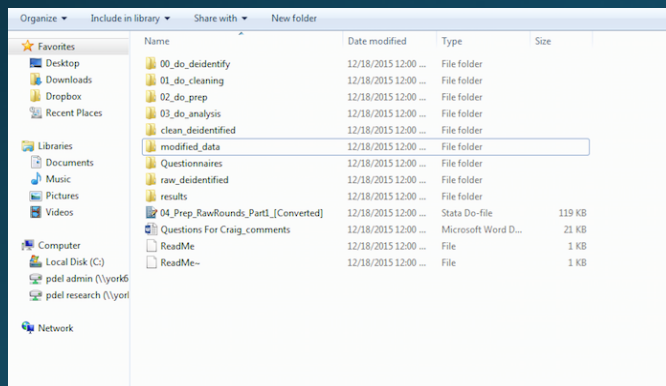 Organize Include in library Share with New folder
Favorites
Desktop
Downloads
Dropbox
Recent Places
Libraries
Documents
Music
Pictures
Videos
Computer
Local Disk (C:)
pdel admin (\\york6
pdel research (\\yorl
Network
Name Date modified Type Size
00_do_deidentify 12/18/2015 12:00 ... File folder
01_do_cleaning 12/18/2015 12:00 ... File folder
02_do_prep 12/18/2015 12:00 ... File folder
03_do_analysis 12/18/2015 12:00 ... File folder
clean_deidentified 12/18/2015 12:00 ... File folder
modified_data 12/18/2015 12:00 ... File folder
Questionnaires 12/18/2015 12:00 ... File folder
raw_deidentified 12/18/2015 12:00 ... File folder
results 12/18/2015 12:00 ... File folder
04_Prep_RawRounds_Part1_[Converted] 12/18/2015 12:00 ... Stata Do-file 119 KB
Questions For Craig_comments 12/18/2015 12:00 ... Microsoft Word D... 21 KB
ReadMe 12/18/2015 12:00 ... File 1 KB
ReadMe~ 12/18/2015 12:00 ... File 1 KB